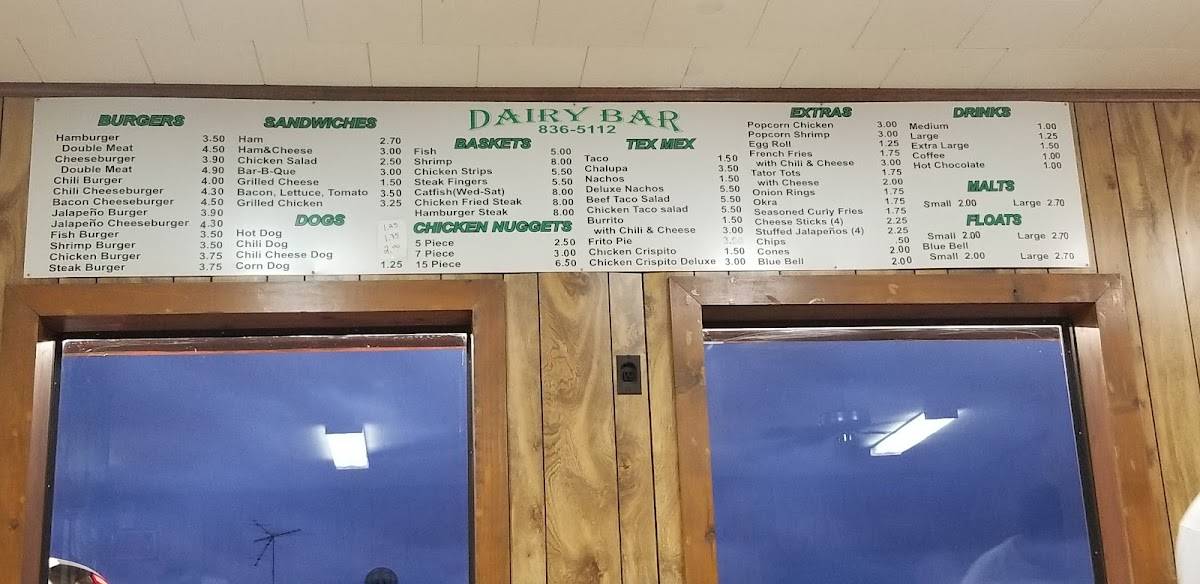 DAIRY BAR
836-5112
BURGERS
Hamburger 3.50
Double Meat 4.50
Cheeseburger 3.90
Double Meat 4.90
Chili Burger 4.00
Chili Cheeseburger 4.30
Bacon Cheeseburger 4.50
Jalapeño Burger 3.90
Jalapeño Cheeseburger 4.30
Fish Burger 3.50
Shrimp Burger 3.50
Chicken Burger 3.75
Steak Burger 3.75
SANDWICHES
Ham 2.70
Ham&Cheese 3.00
Chicken Salad 2.50
Bar-B-Que 3.00
Grilled Cheese 1.50
Bacon, Lettuce, Tomato 3.50
Grilled Chicken 3.25
DOGS
Hot Dog 1.25
Chili Dog 1.75
Chili Cheese Dog 2.00
Corn Dog 1.25
BASKETS
Fish 5.00
Shrimp 8.00
Chicken Strips 5.50
Steak Fingers 5.50
Catfish(Wed-Sat) 8.00
Chicken Fried Steak 8.00
Hamburger Steak 8.00
CHICKEN NUGGETS
5 Piece 2.50
7 Piece 3.00
15 Piece 6.50
TEX MEX
Taco 1.50
Chalupa 3.50
Nachos 1.50
Deluxe Nachos 5.50
Beef Taco Salad 5.50
Chicken Taco salad 5.50
Burrito 1.50
with Chili & Cheese 3.00
Frito Pie
Chicken Crispito 1.50
Chicken Crispito Deluxe 3.00
EXTRAS
Popcorn Chicken 3.00
Popcorn Shrimp 3.00
Egg Roll 1.25
French Fries 1.75
with Chili & Cheese 3.00
Tator Tots 1.75
with Cheese 2.00
Onion Rings 1.75
Okra 1.75
Seasoned Curly Fries 1.75
Cheese Sticks (4) 2.25
Stuffed Jalapeños (4) 2.25
Chips .50
Cones 2.00
Blue Bell 2.00
DRINKS
Medium 1.00
Large 1.25
Extra Large 1.50
Coffee 1.00
Hot Chocolate 1.00
MALTS
Small 2.00 Large 2.70
FLOATS
Small 2.00 Large 2.70
Blue Bell
Small 2.00 Large 2.70